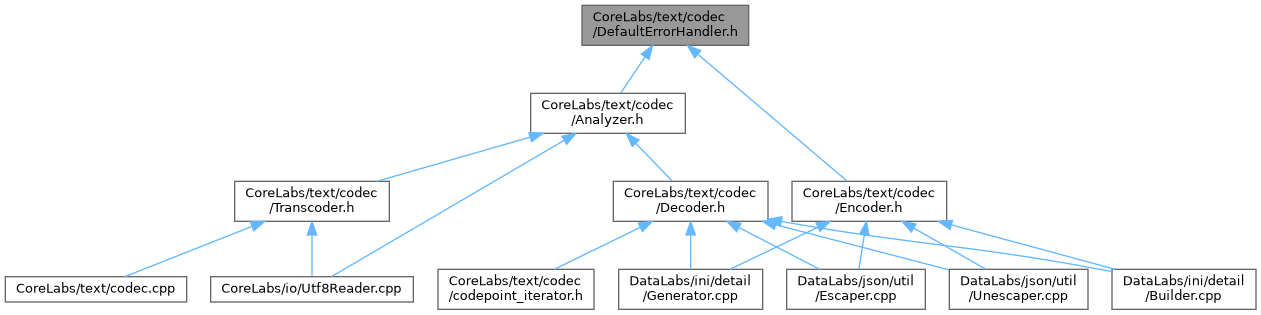 CoreLabs/text/codec
/DefaultErrorHandler.h
CoreLabs/text/codec
/Analyzer.h
CoreLabs/text/codec
/Transcoder.h
CoreLabs/text/codec
/Decoder.h
CoreLabs/text/codec
/Encoder.h
CoreLabs/text/codec.cpp
CoreLabs/io/Utf8Reader.cpp
CoreLabs/text/codec
/codepoint_iterator.h
DataLabs/ini/detail
/Generator.cpp
DataLabs/json/util
/Escaper.cpp
DataLabs/json/util
/Unescaper.cpp
DataLabs/ini/detail
/Builder.cpp